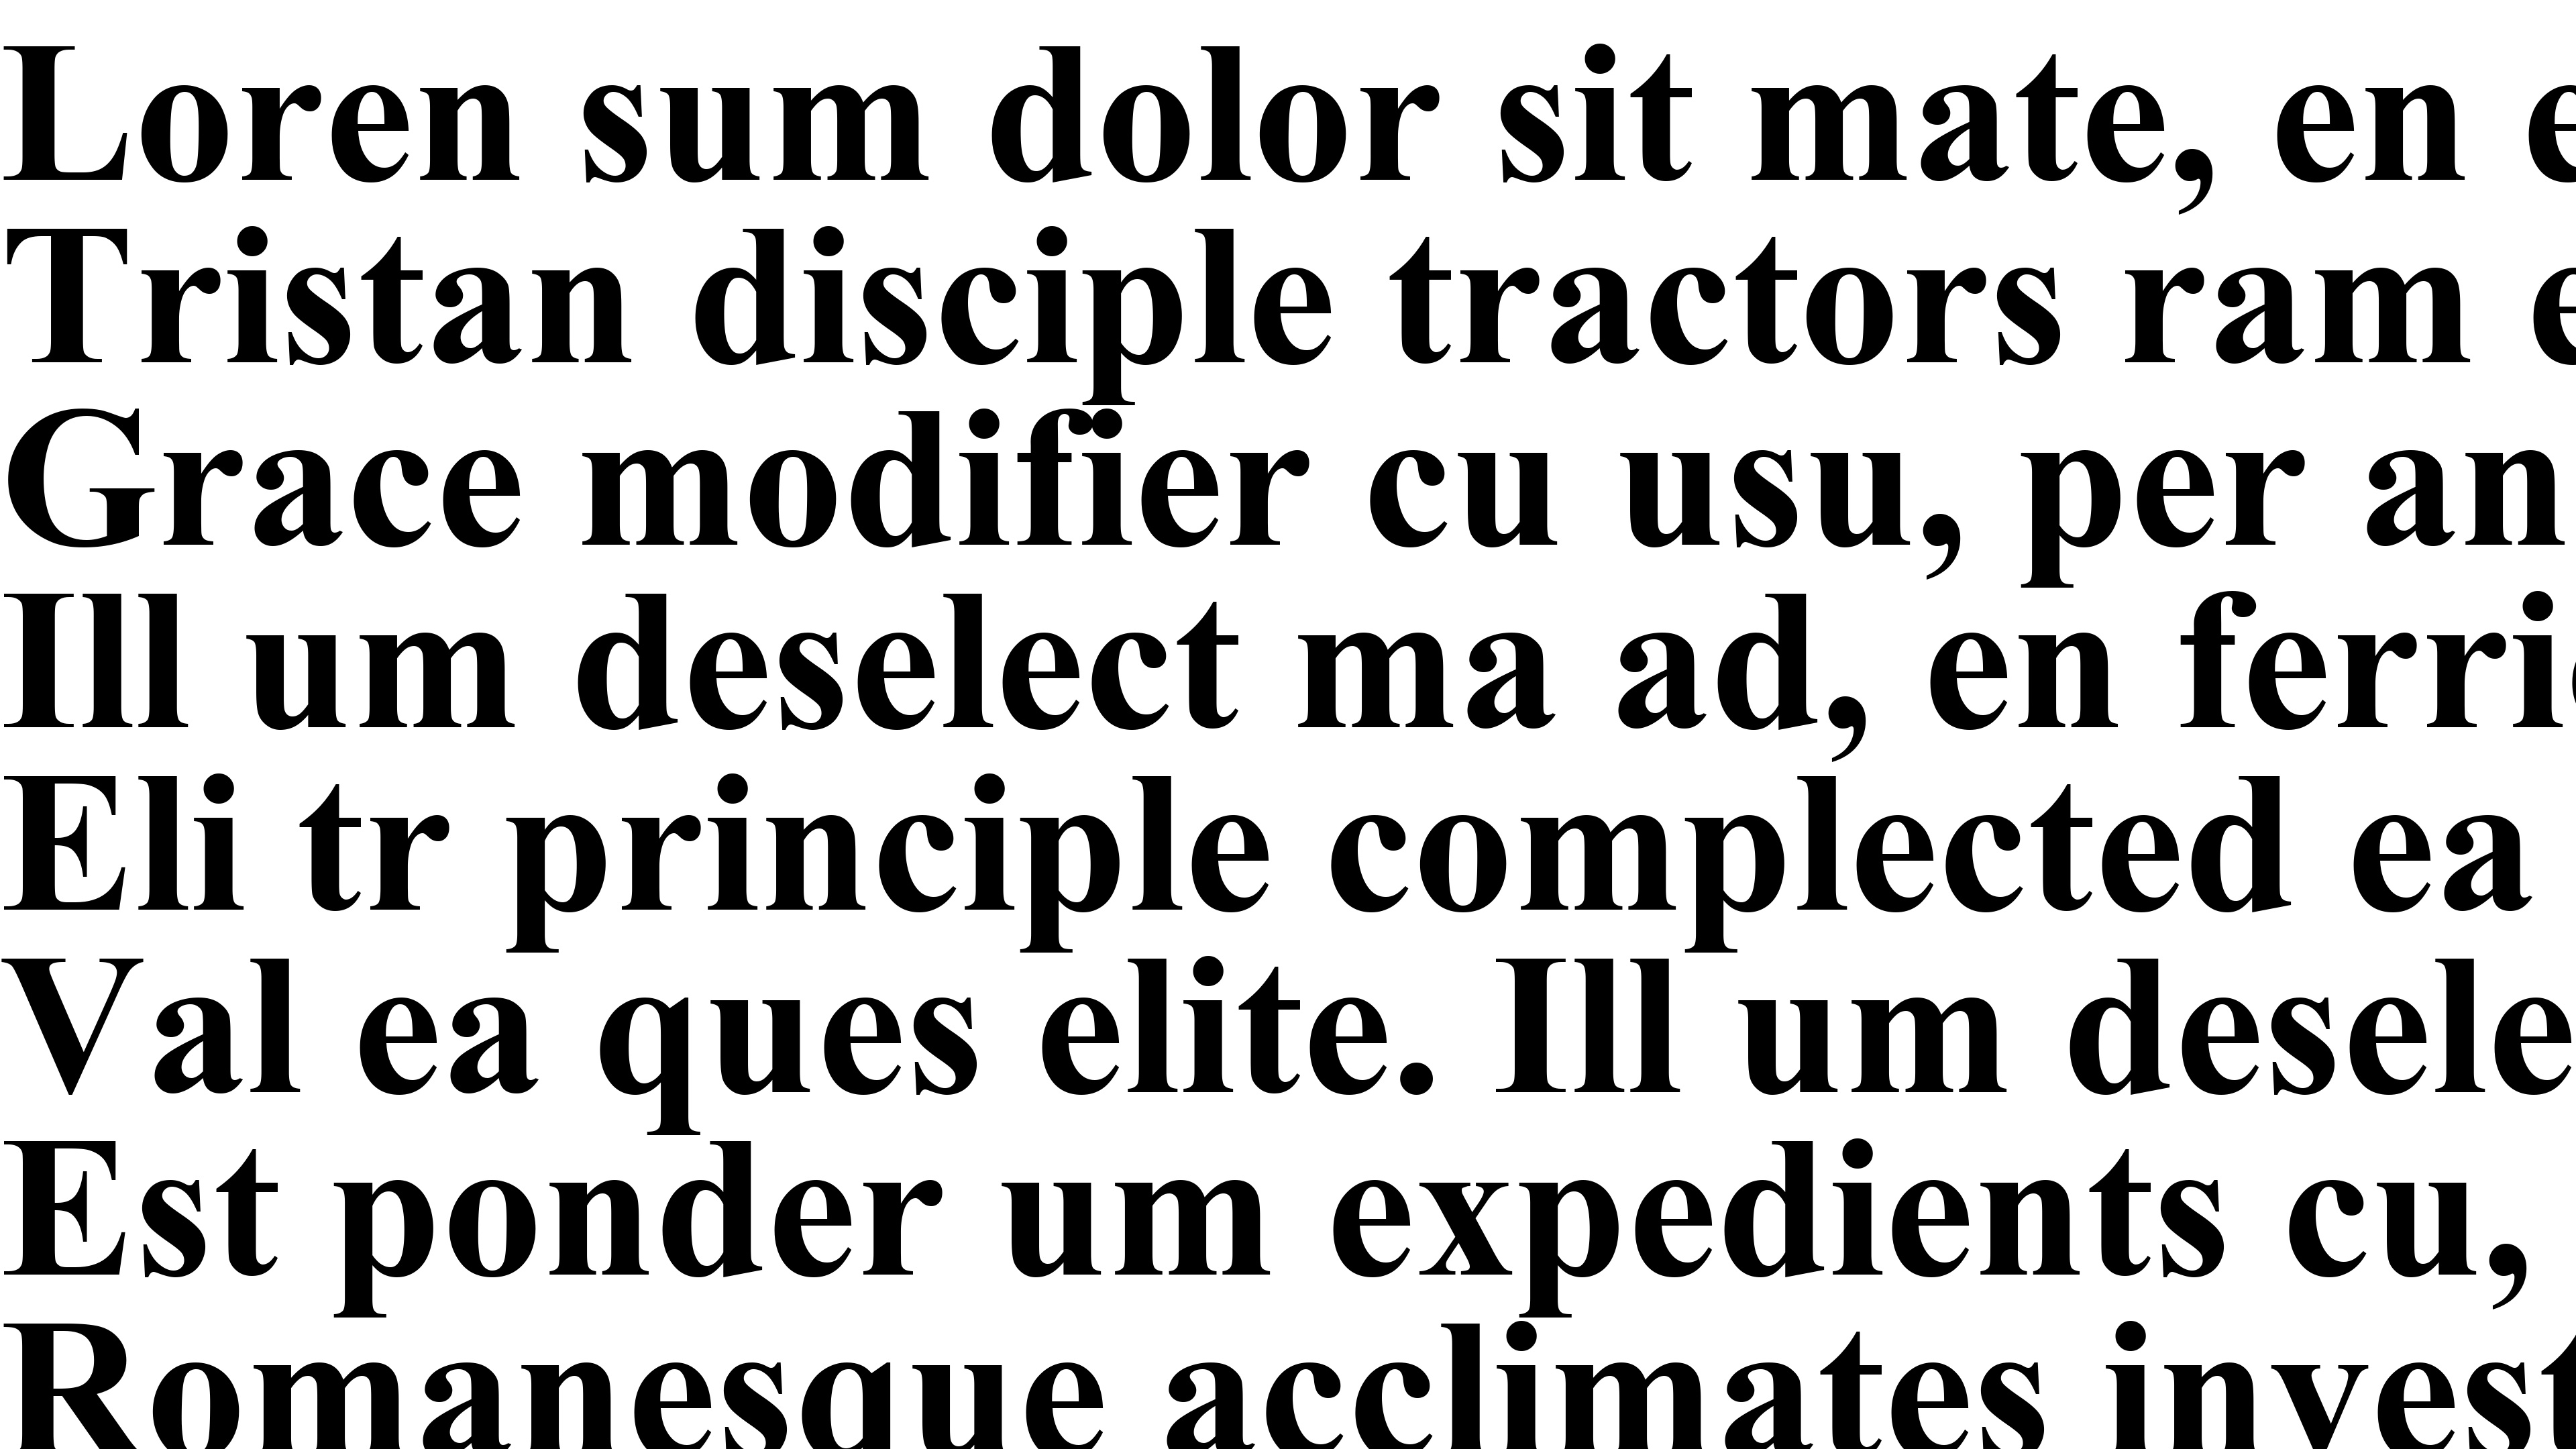 Loren sum dolor sit mate, en
Tristan disciple tractors ram
Grace modifier cu usu, per an
Ill um deselect ma ad, en
Eli tr principle complected ea
Val ea ques elite. Ill um
Est ponder um expedients cu,
Romanesque acclimates